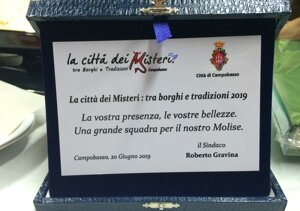 la città dei Misteri
tra Borghi e Tradizioni Campobasso
Città di Campobasso
La città dei Misteri : tra borghi e tradizioni 2019
La vostra presenza, le vostre bellezze.
Una grande squadra per il nostro Molise.
il Sindaco
Campobasso, 20 Giugno 2019 Roberto Gravina